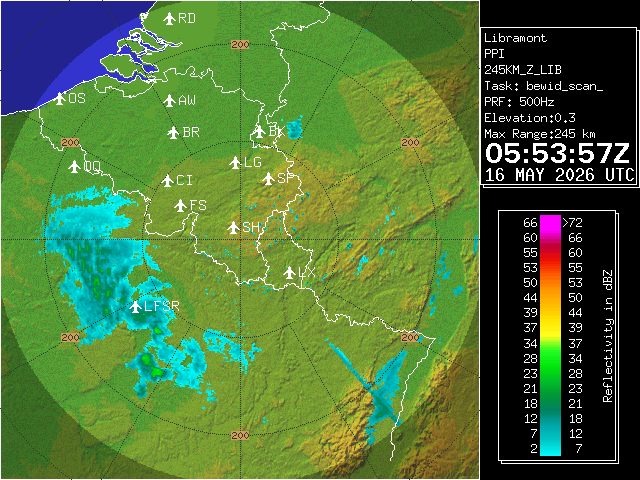 RD
200
OS
AW
BR
BK
200
200
QQ
LG
CI
SP
FS
SH
LX
LFSR
200
200
200
Libramont
PPI
245KM_Z_LIB
Task: bewid_scan_
PRF: 500Hz
Elevation:0.3
Max Range:245 km
05:53:57Z
16 MAY 2026 UTC
66 >72
60 66
55 60
53 55
50 53
44 50
39 44
37 39
34 37
28 34
23 28
21 23
18 21
12 18
7 12
2 7
Reflectivity in dBZ